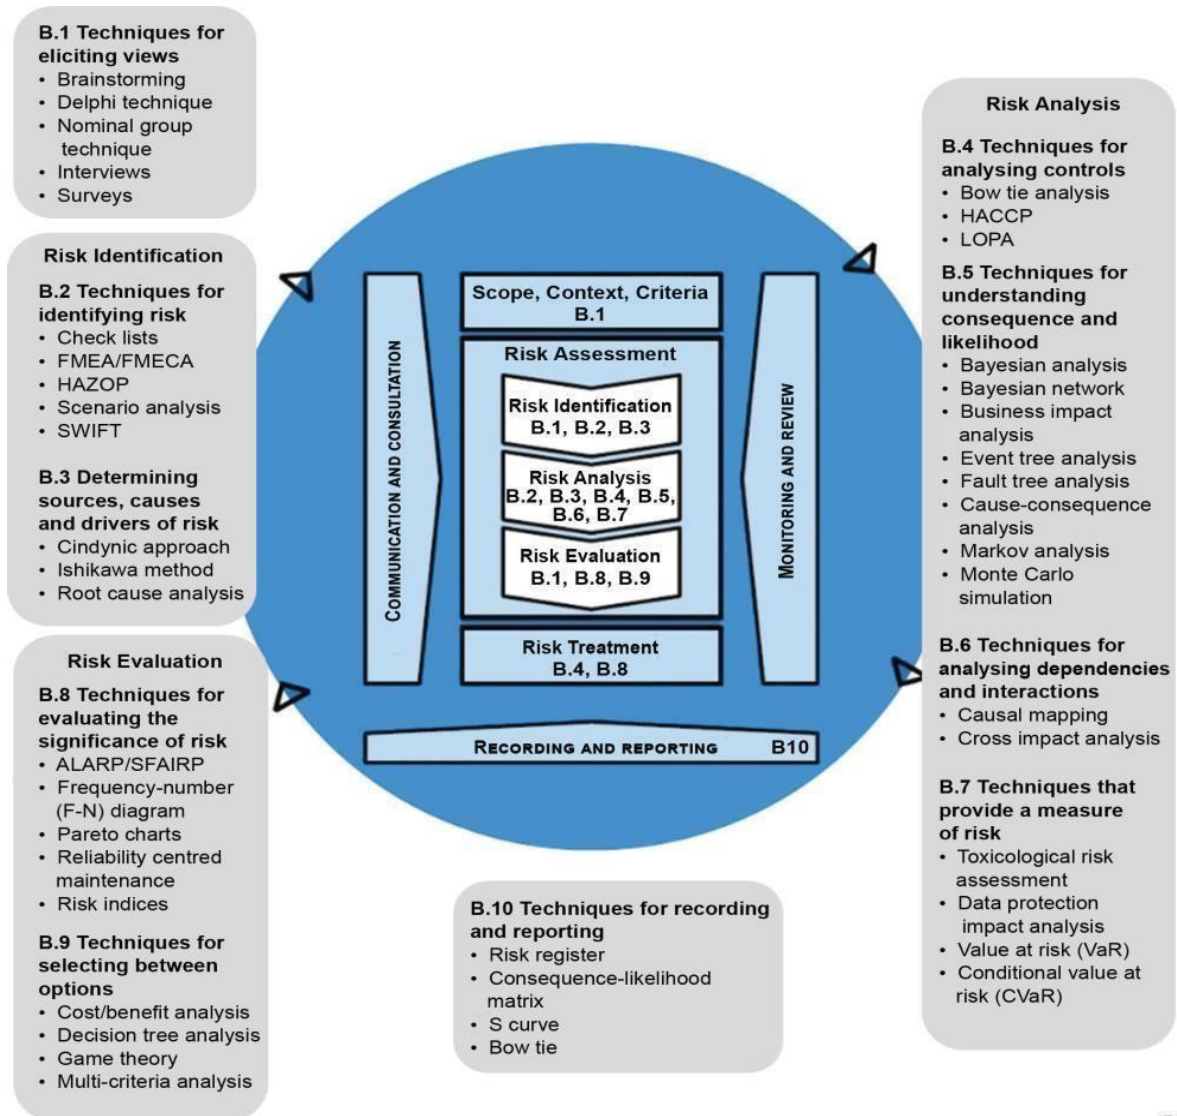 B.1 Techniques for
eliciting views
• Brainstorming
• Delphi technique
• Nominal group
technique
• Interviews
• Surveys
Risk Identification
B.2 Techniques for
identifying risk
• Check lists
• FMEA/FMECA
• HAZOP
• Scenario analysis
• SWIFT
B.3 Determining
sources, causes
and drivers of risk
• Cindynic approach
• Ishikawa method
• Root cause analysis
Risk Evaluation
B.8 Techniques for
evaluating the
significance of risk
• ALARP/SFAIRP
• Frequency-number
(F-N) diagram
• Pareto charts
• Reliability centred
maintenance
• Risk indices
B.9 Techniques for
selecting between
options
• Cost/benefit analysis
• Decision tree analysis
• Game theory
• Multi-criteria analysis
COMMUNICATION AND CONSULTATION
Scope, Context, Criteria
B.1
Risk Assessment
Risk Identification
B.1, B.2, B.3
Risk Analysis
B.2, B.3, B.4, B.5,
B.6, B.7
Risk Evaluation
B.1, B.8, B.9
Risk Treatment
B.4, B.8
MONITORING AND REVIEW
RECORDING AND REPORTING B10
B.10 Techniques for recording
and reporting
• Risk register
• Consequence-likelihood
matrix
• S curve
• Bow tie
Risk Analysis
B.4 Techniques for
analysing controls
• Bow tie analysis
• HACCP
• LOPA
B.5 Techniques for
understanding
consequence and
likelihood
• Bayesian analysis
• Bayesian network
• Business impact
analysis
• Event tree analysis
• Fault tree analysis
• Cause-consequence
analysis
• Markov analysis
• Monte Carlo
simulation
B.6 Techniques for
analysing dependencies
and interactions
• Causal mapping
• Cross impact analysis
B.7 Techniques that
provide a measure
of risk
• Toxicological risk
assessment
• Data protection
impact analysis
• Value at risk (VaR)
• Conditional value at
risk (CVaR)